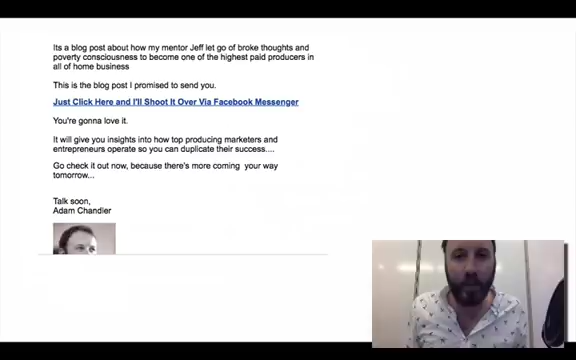 Its a blog post about how my mentor Jeff let go of broke thoughts and
poverty consciousness to become one of the highest paid producers in
all of home business
This is the blog post I promised to send you.
Just Click Here and I'll Shoot It Over Via Facebook Messenger
You're gonna love it.
It will give you insights into how top producing marketers and
entrepreneurs operate so you can duplicate their success....
Go check it out now, because there's more coming your way
tomorrow...
Talk soon,
Adam Chandler